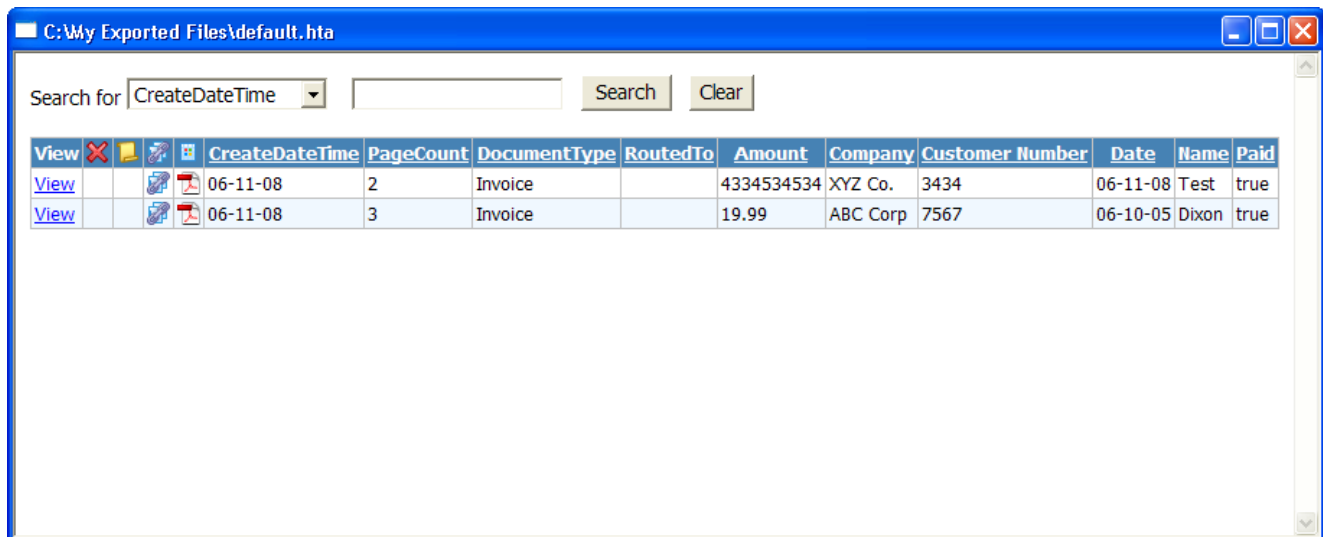 C:\My Exported Files\default.hta
Search for CreateDateTime Search Clear
View CreateDateTime PageCount DocumentType RoutedTo Amount Company Customer Number Date Name Paid
View 06-11-08 2 Invoice 4334534534 XYZ Co. 3434 06-11-08 Test true
View 06-11-08 3 Invoice 19.99 ABC Corp 7567 06-10-05 Dixon true